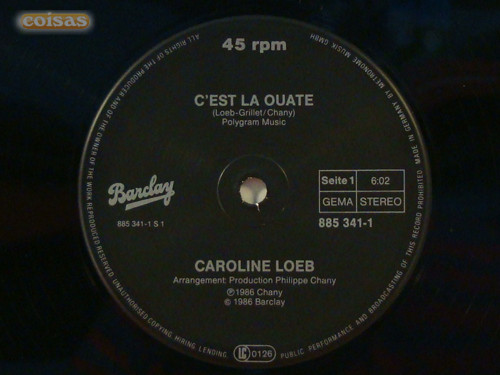 coisas
45 rpm
C'EST LA OUATE
(Loeb-Grillet/Chany)
Polygram Music
Barclay
885 341-1 S 1
Seite 1 6:02
GEMA STEREO
885 341-1
CAROLINE LOEB
Arrangement: Production Philippe Chany
℗1986 Chany
© 1986 Barclay
LC 0126
ALL RIGHTS OF THE PRODUCER AND OF THE OWNER OF THE WORK REPRODUCED RESERVED UNAUTHORISED COPYING HIRING LENDING PUBLIC PERFORMANCE AND BROADCASTING OF THIS RECORD PROHIBITED MADE IN GERMANY BY METRONOME MUSIK GMBH